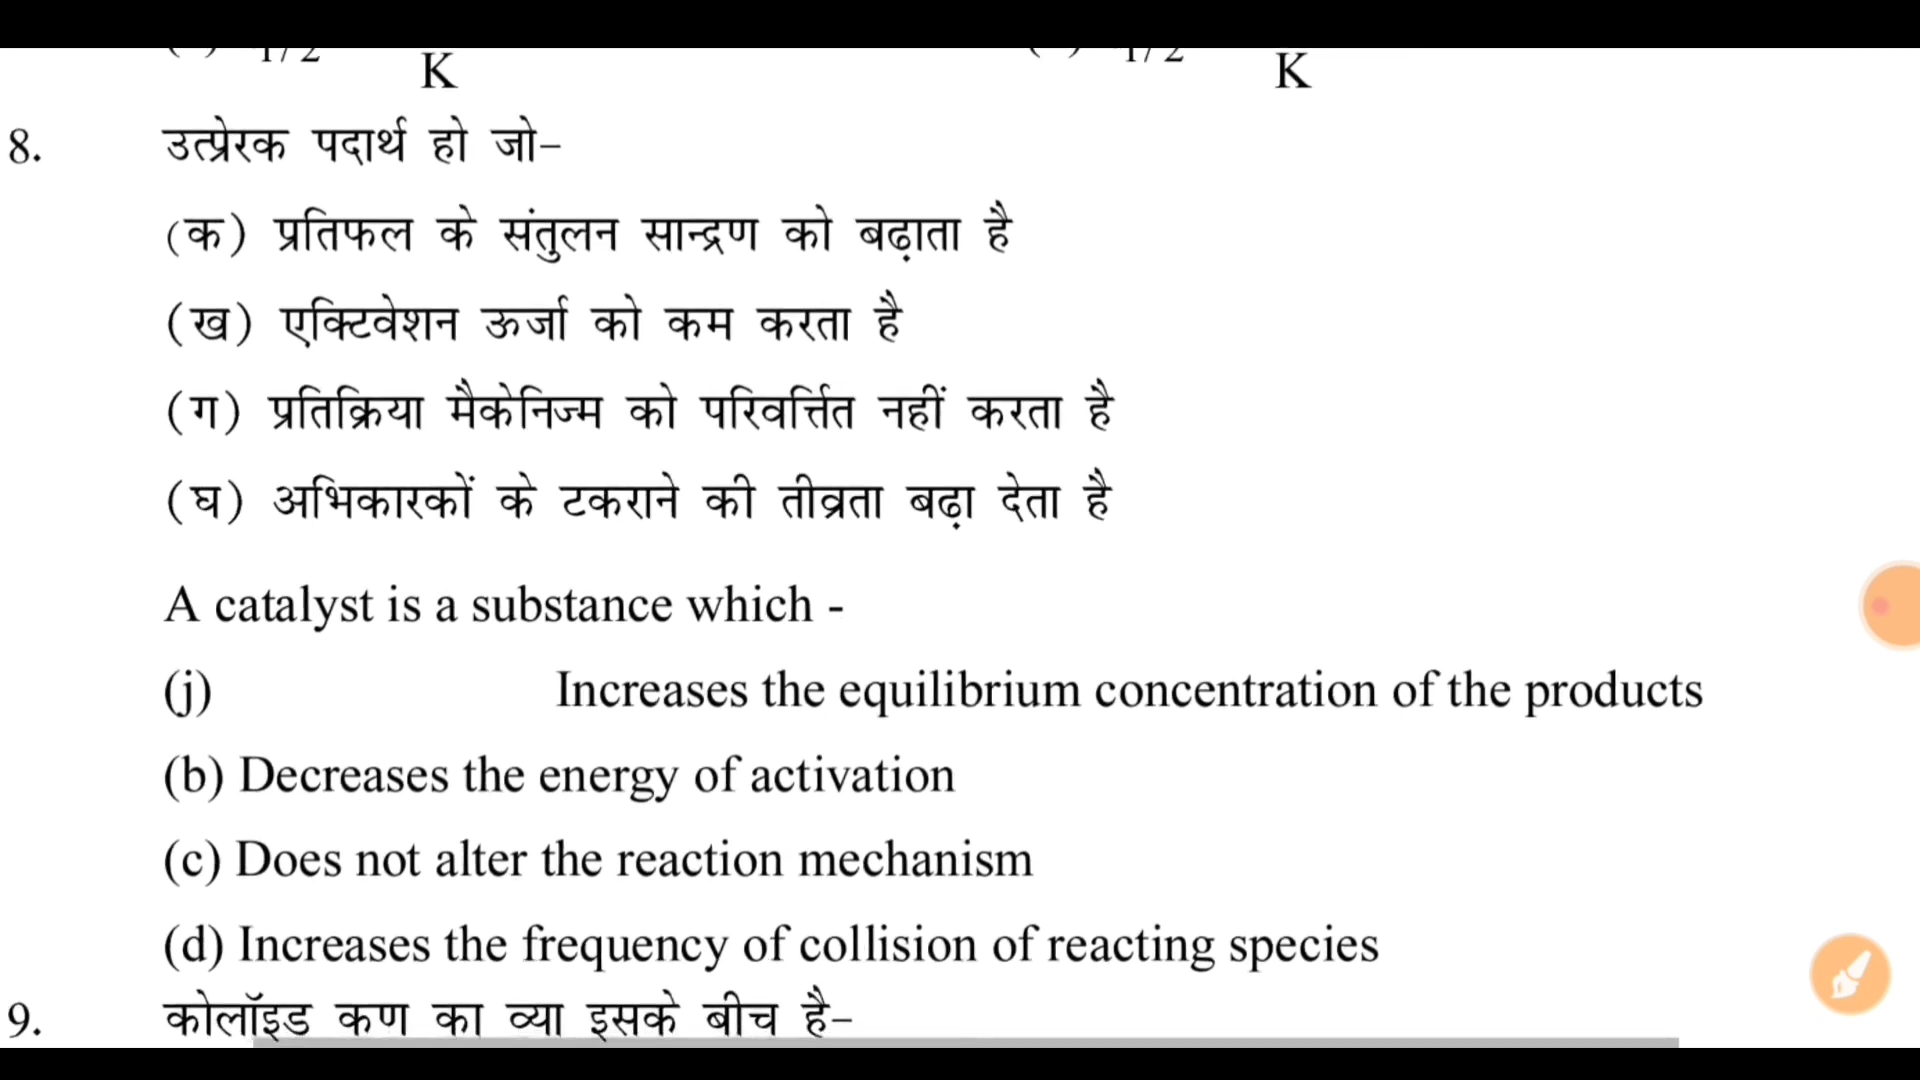 K K
8. उत्प्रेरक पदार्थ हो जो–
(क) प्रतिफल के संतुलन सान्द्रण को बढ़ाता है
(ख) एक्टिवेशन ऊर्जा को कम करता है
(ग) प्रतिक्रिया मैकेनिज्म को परिवर्त्तित नहीं करता है
(घ) अभिकारकों के टकराने की तीव्रता बढ़ा देता है
A catalyst is a substance which -
(j) Increases the equilibrium concentration of the products
(b) Decreases the energy of activation
(c) Does not alter the reaction mechanism
(d) Increases the frequency of collision of reacting species
9. कोलॉइड कण का व्या इसके बीच है–